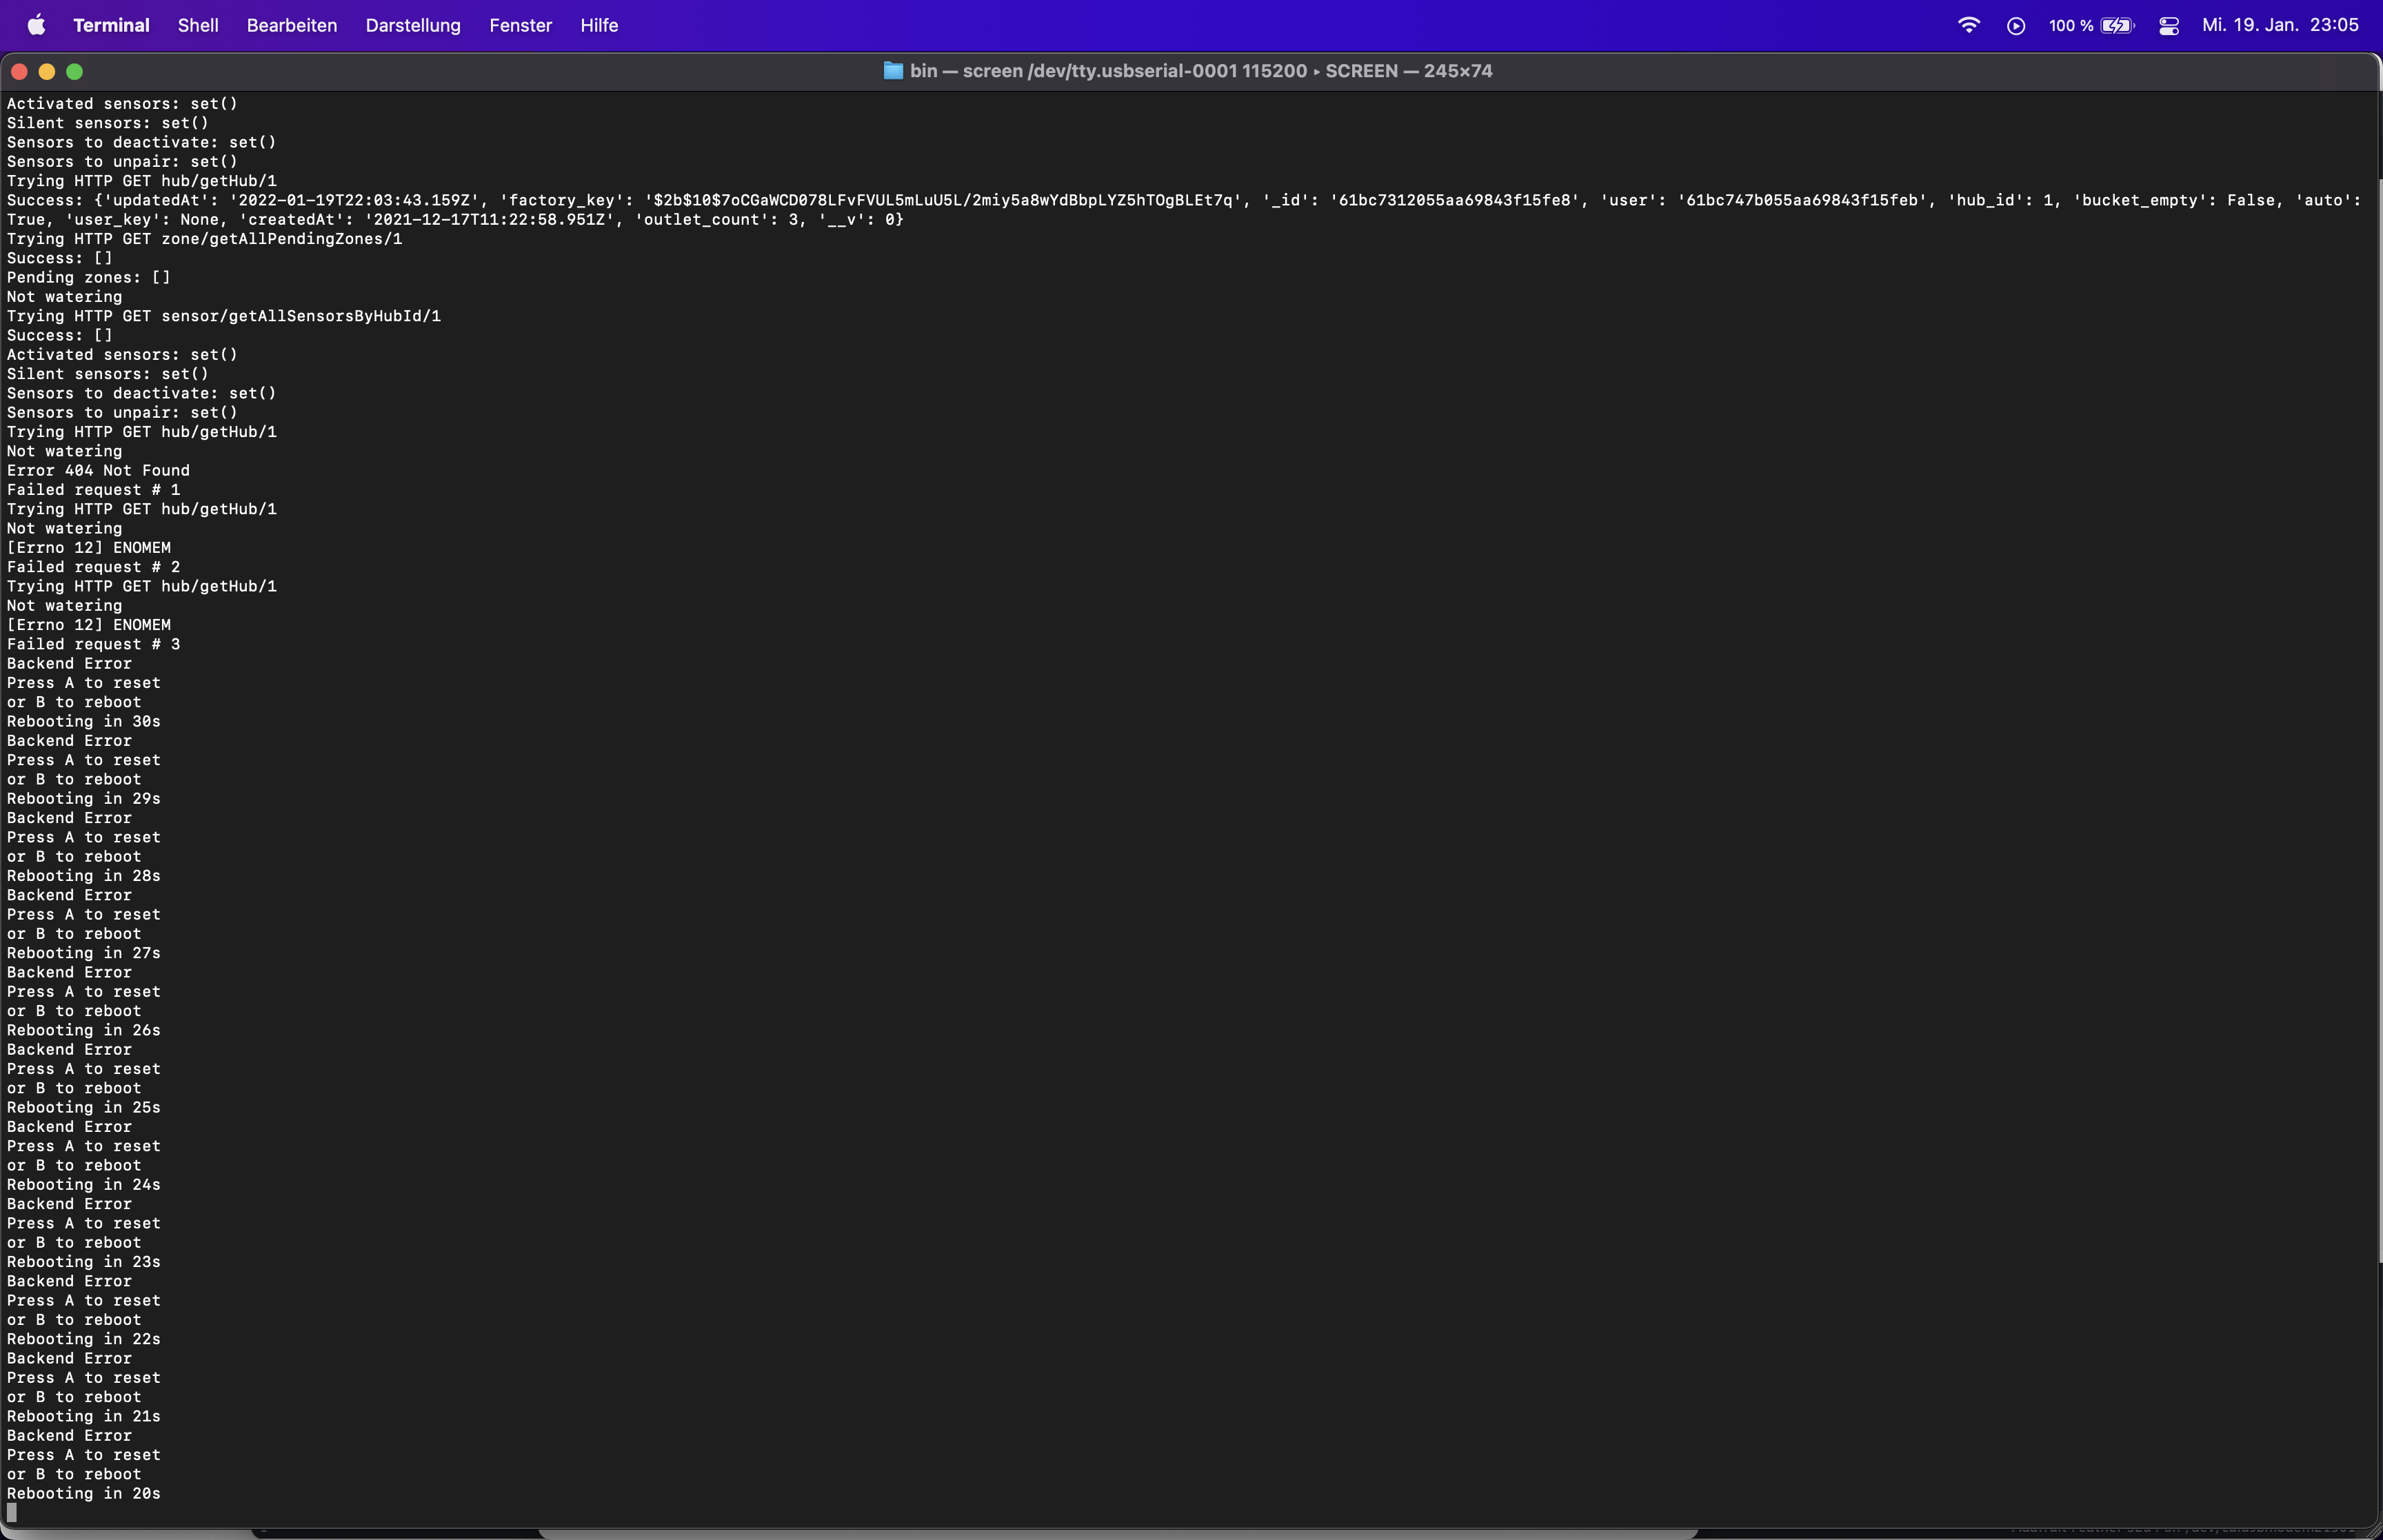 Terminal Shell Bearbeiten Darstellung Fenster Hilfe 100 % Mi. 19. Jan. 23:05
bin — screen /dev/tty.usbserial-0001 115200 ▸ SCREEN — 245×74
Activated sensors: set()
Silent sensors: set()
Sensors to deactivate: set()
Sensors to unpair: set()
Trying HTTP GET hub/getHub/1
Success: {'updatedAt': '2022-01-19T22:03:43.159Z', 'factory_key': '$2b$10$7oCGaWCD078LFvFVUL5mLuU5L/2miy5a8wYdBbpLYZ5hTOgBLEt7q', '_id': '61bc7312055aa69843f15fe8', 'user': '61bc747b055aa69843f15feb', 'hub_id': 1, 'bucket_empty': False, 'auto':
True, 'user_key': None, 'createdAt': '2021-12-17T11:22:58.951Z', 'outlet_count': 3, '__v': 0}
Trying HTTP GET zone/getAllPendingZones/1
Success: []
Pending zones: []
Not watering
Trying HTTP GET sensor/getAllSensorsByHubId/1
Success: []
Activated sensors: set()
Silent sensors: set()
Sensors to deactivate: set()
Sensors to unpair: set()
Trying HTTP GET hub/getHub/1
Not watering
Error 404 Not Found
Failed request # 1
Trying HTTP GET hub/getHub/1
Not watering
[Errno 12] ENOMEM
Failed request # 2
Trying HTTP GET hub/getHub/1
Not watering
[Errno 12] ENOMEM
Failed request # 3
Backend Error
Press A to reset
or B to reboot
Rebooting in 30s
Backend Error
Press A to reset
or B to reboot
Rebooting in 29s
Backend Error
Press A to reset
or B to reboot
Rebooting in 28s
Backend Error
Press A to reset
or B to reboot
Rebooting in 27s
Backend Error
Press A to reset
or B to reboot
Rebooting in 26s
Backend Error
Press A to reset
or B to reboot
Rebooting in 25s
Backend Error
Press A to reset
or B to reboot
Rebooting in 24s
Backend Error
Press A to reset
or B to reboot
Rebooting in 23s
Backend Error
Press A to reset
or B to reboot
Rebooting in 22s
Backend Error
Press A to reset
or B to reboot
Rebooting in 21s
Backend Error
Press A to reset
or B to reboot
Rebooting in 20s